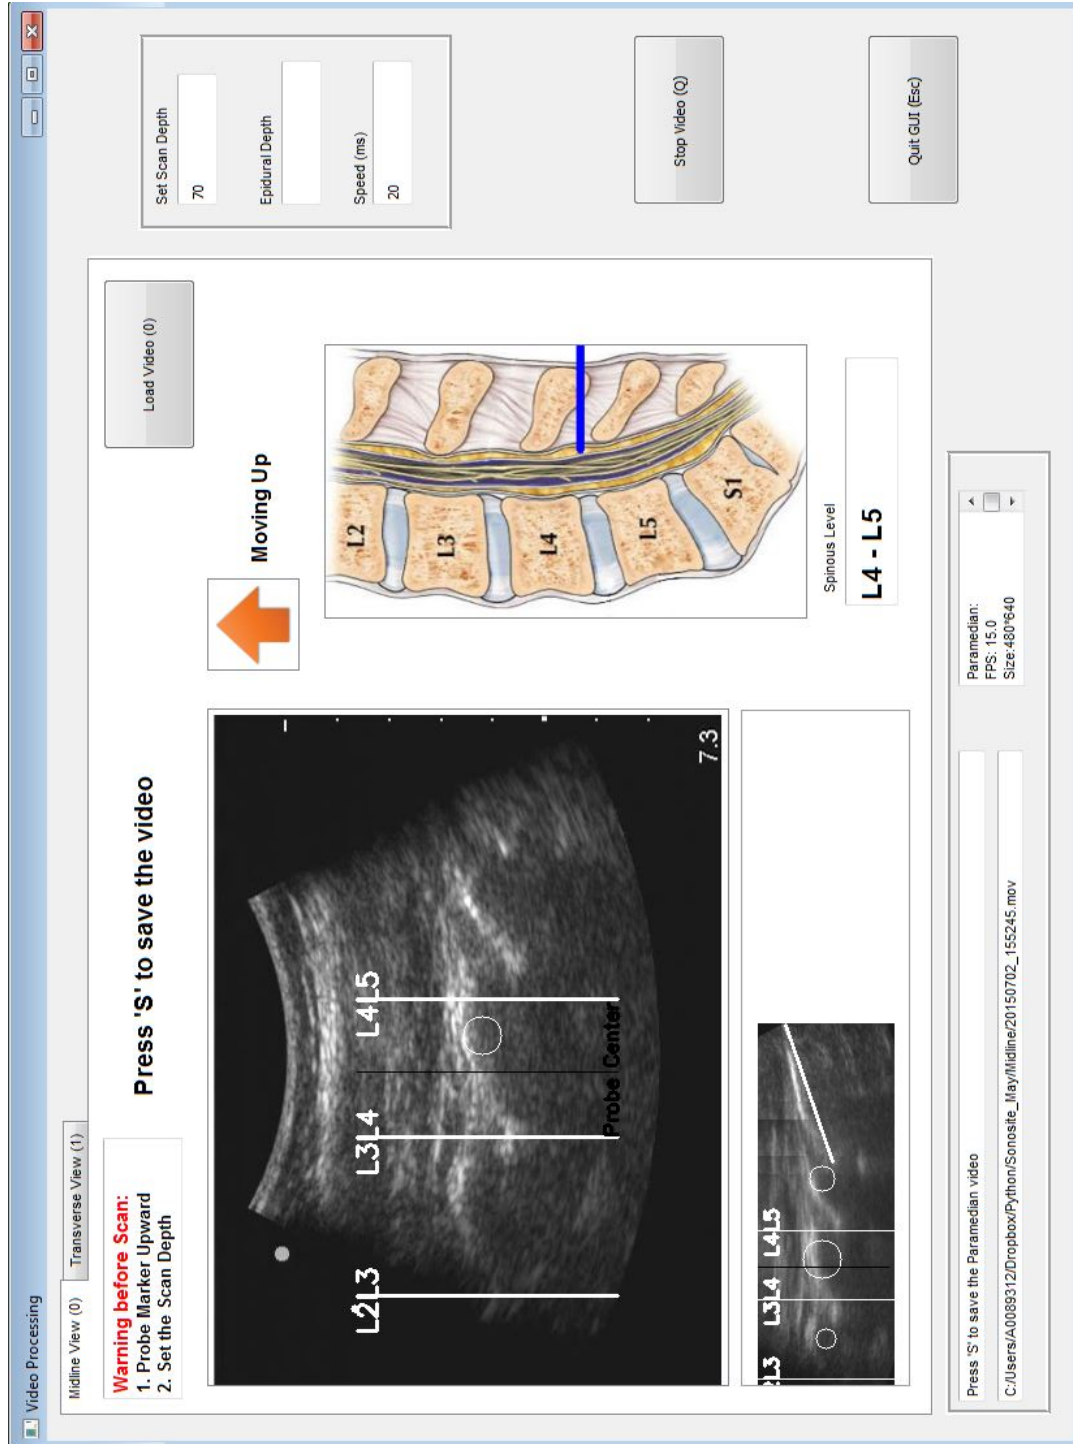 Video Processing
Midline View (0)
Transverse View (1)
Warning before Scan:
1. Probe Marker Upward
2. Set the Scan Depth
Press 'S' to save the video
Load Video (0)
L2L3
L3L4
L4L5
Probe Center
7.3
Moving Up
L2
L3
L4
L5
S1
Spinous Level
L4 - L5
L3
L3L4
L4L5
Set Scan Depth
70
Epidural Depth
Speed (ms)
20
Stop Video (Q)
Quit GUI (Esc)
Press 'S' to save the Paramedian video
C:/Users/A0089312/Dropbox/Python/Sonosite_May/Midline/20150702_155245.mov
Paramedian:
FPS: 15.0
Size:480*640